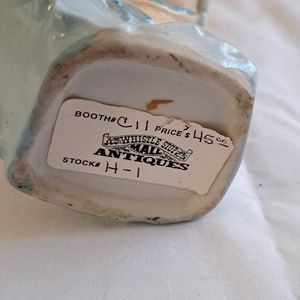 BOOTH# C11 PRICE $ 45 00
WHISTLE STOP
MALL
ANTIQUES
STOCK# H-1